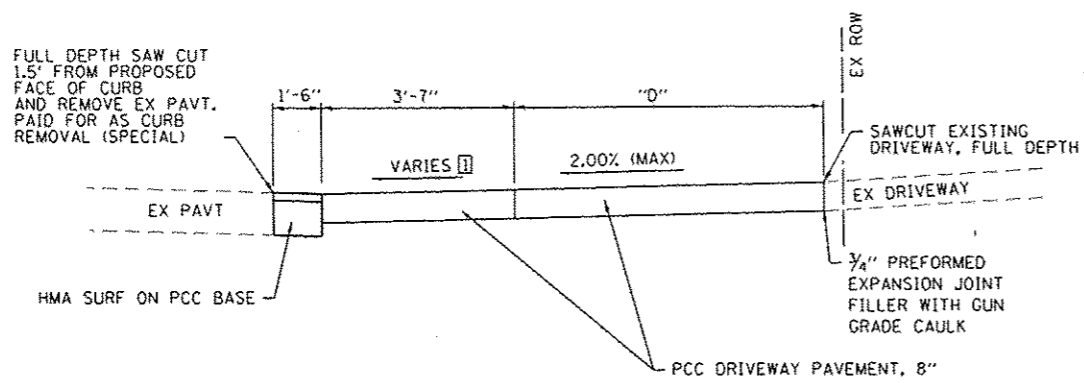 FULL DEPTH SAW CUT
1.5' FROM PROPOSED
FACE OF CURB
AND REMOVE EX PAVT.
PAID FOR AS CURB
REMOVAL (SPECIAL)
1'-6"
3'-7"
"D"
EX ROW
VARIES 1
2.00% (MAX)
SAWCUT EXISTING
DRIVEWAY, FULL DEPTH
EX PAVT
EX DRIVEWAY
HMA SURF ON PCC BASE
3/4" PREFORMED
EXPANSION JOINT
FILLER WITH GUN
GRADE CAULK
PCC DRIVEWAY PAVEMENT, 8"